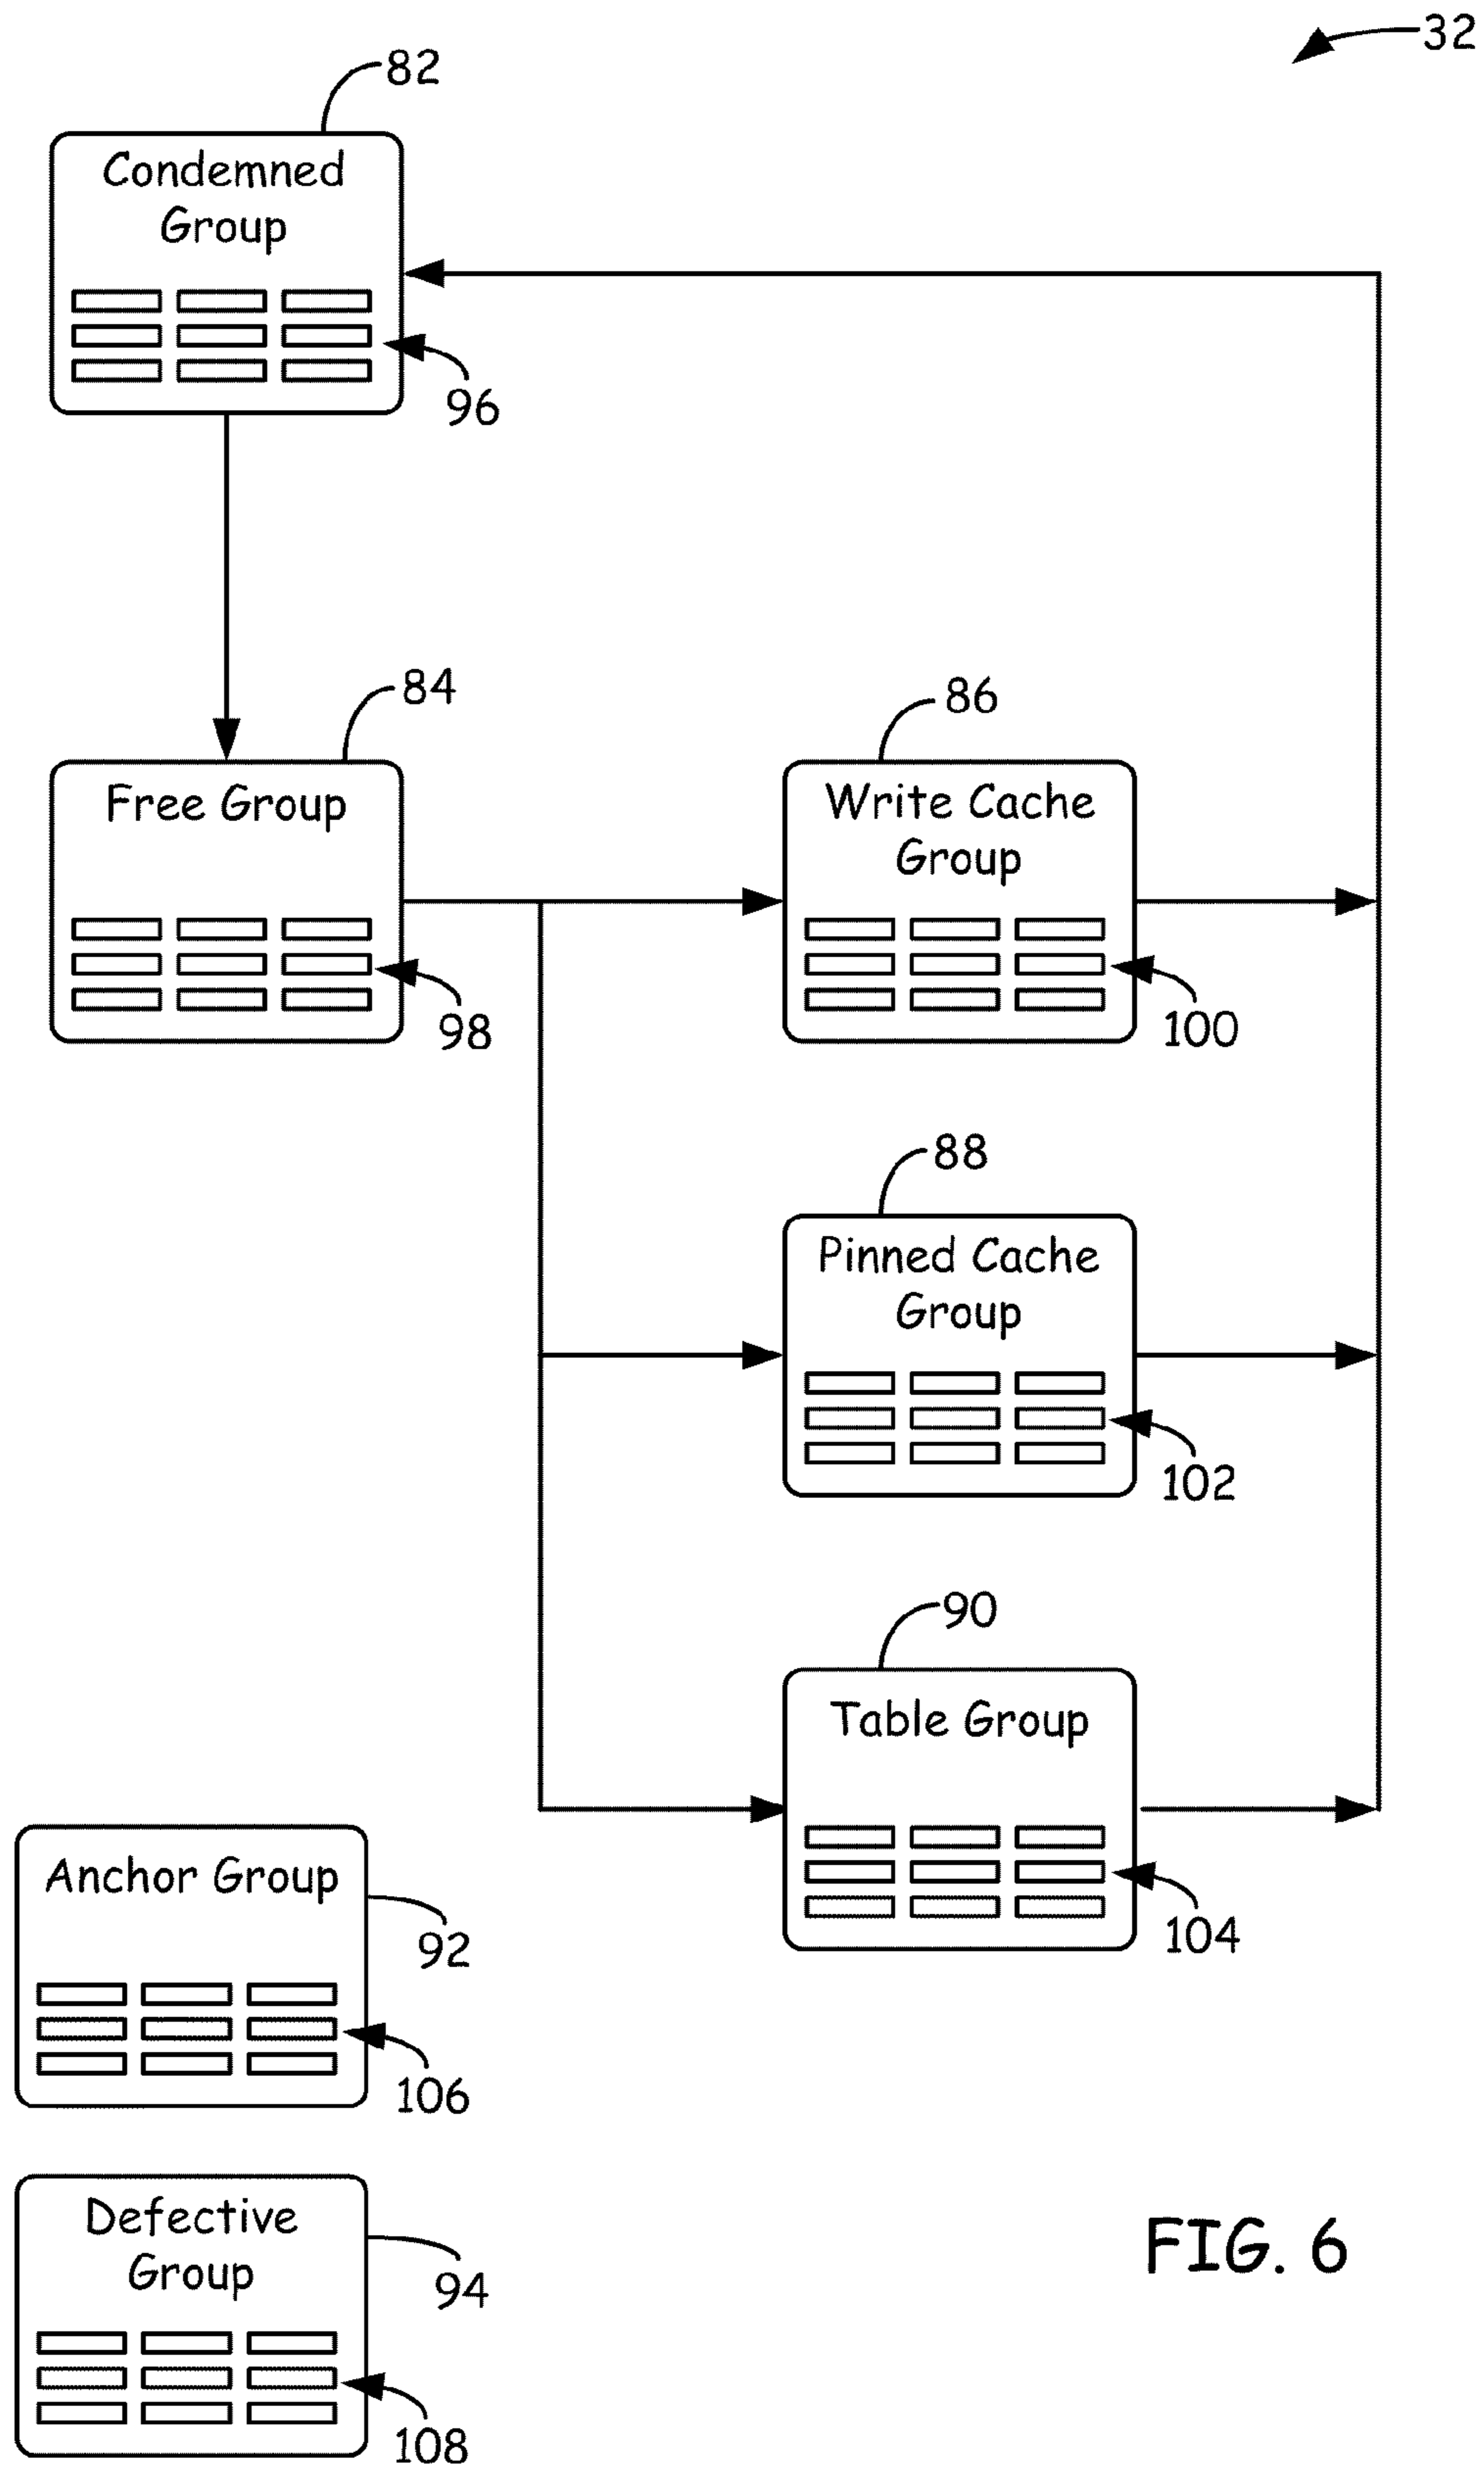 32
82
Condemned
Group
96
84
Free Group
98
86
Write Cache
Group
100
88
Pinned Cache
Group
102
90
Table Group
104
Anchor Group
92
106
Defective
Group
94
108
FIG. 6